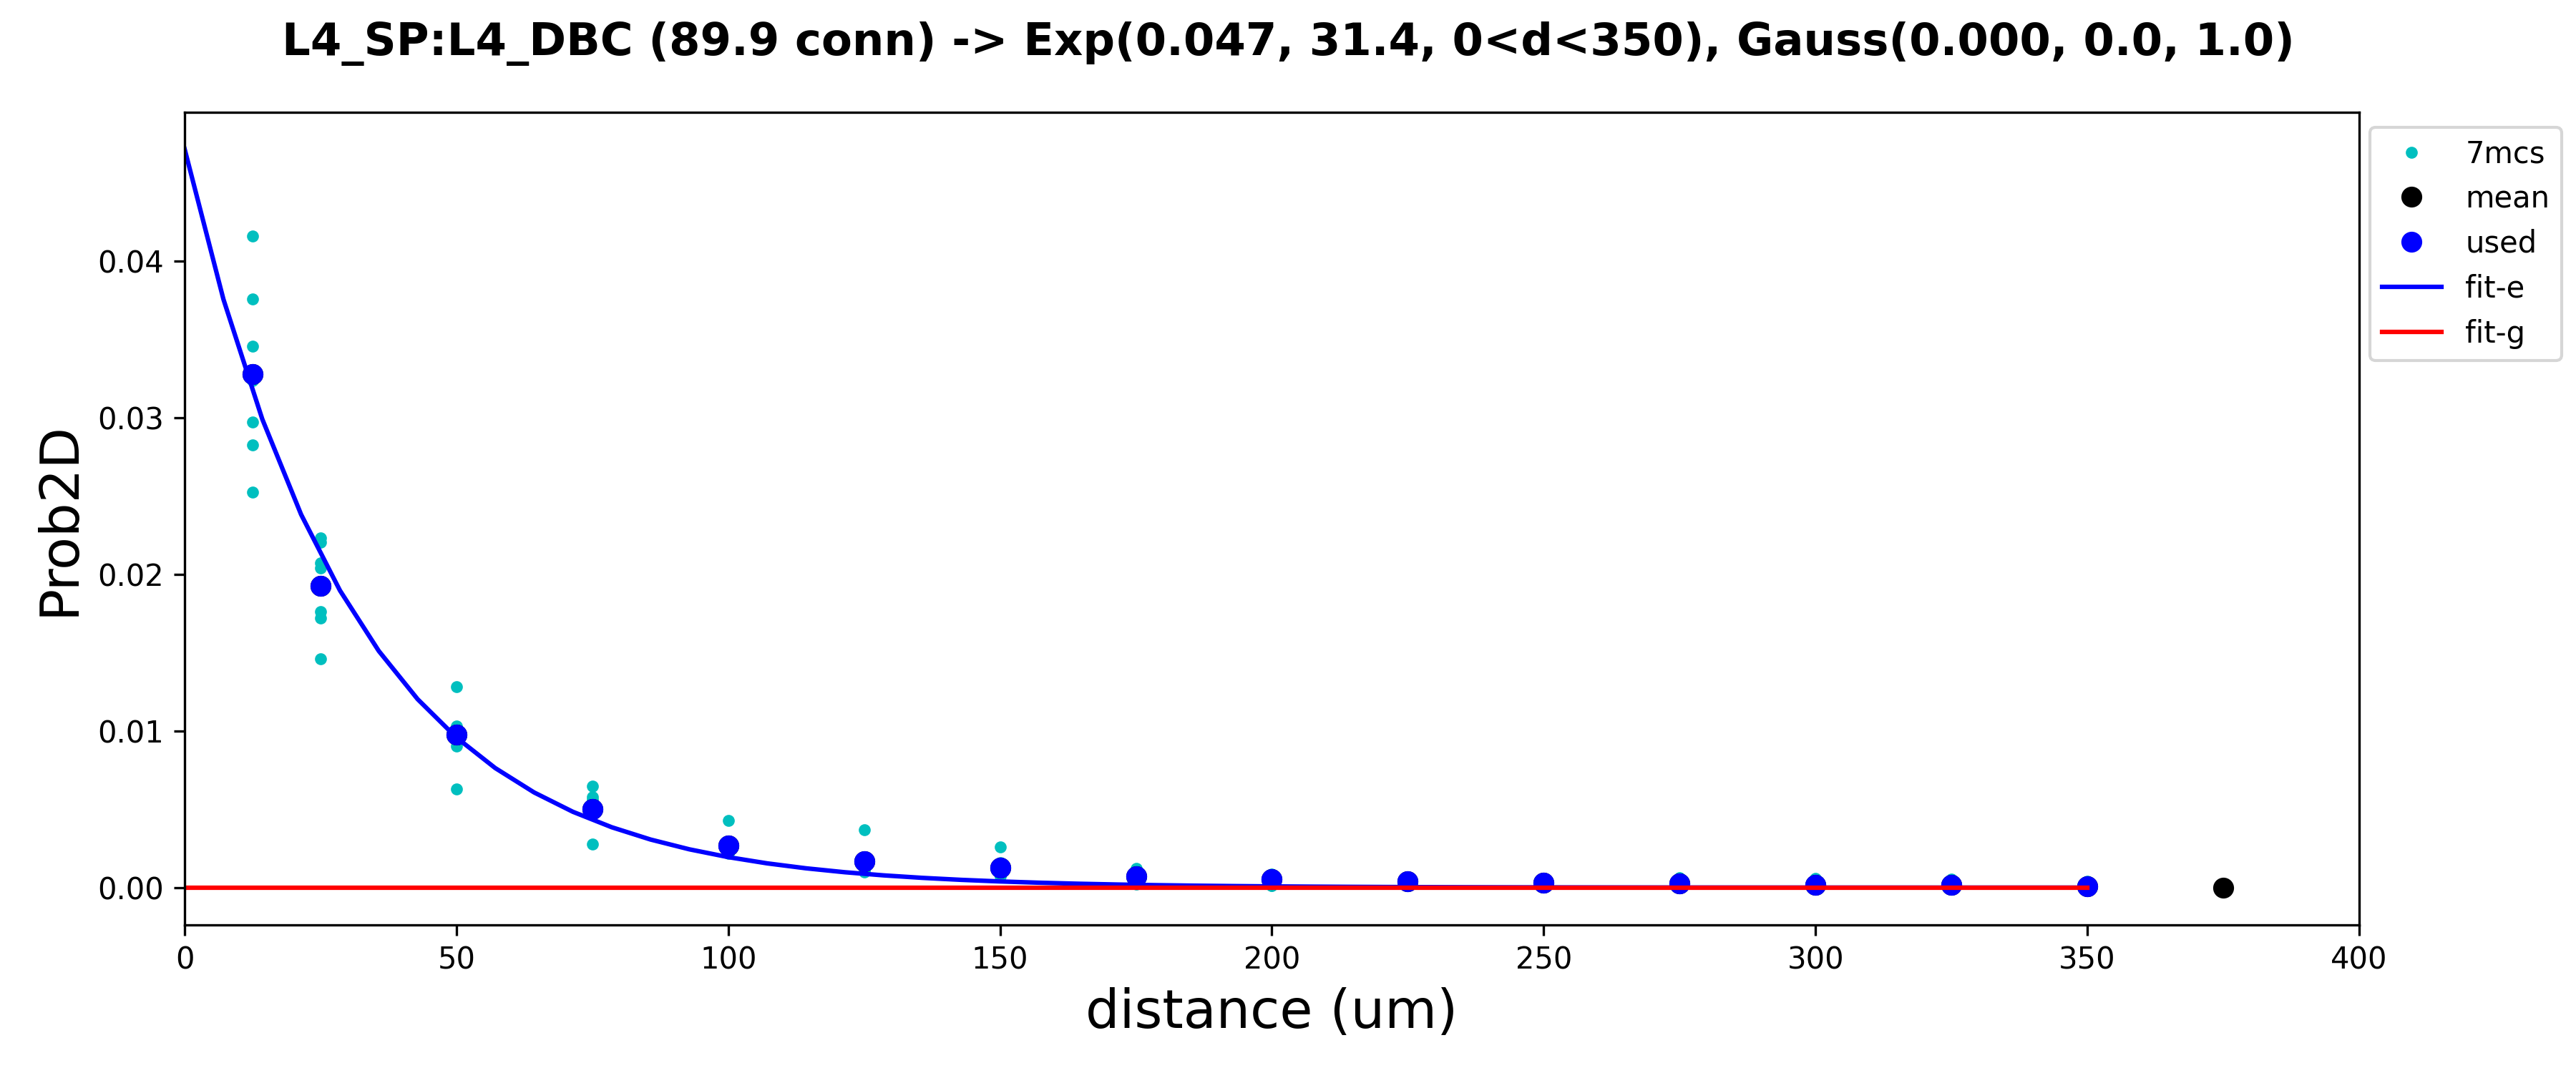 L4_SP:L4_DBC (89.9 conn) -> Exp(0.047, 31.4, 0<d<350), Gauss(0.000, 0.0, 1.0)
7mcs
mean
used
fit-e
fit-g
Prob2D
0.04
0.03
0.02
0.01
0.00
0 50 100 150 200 250 300 350 400
distance (um)